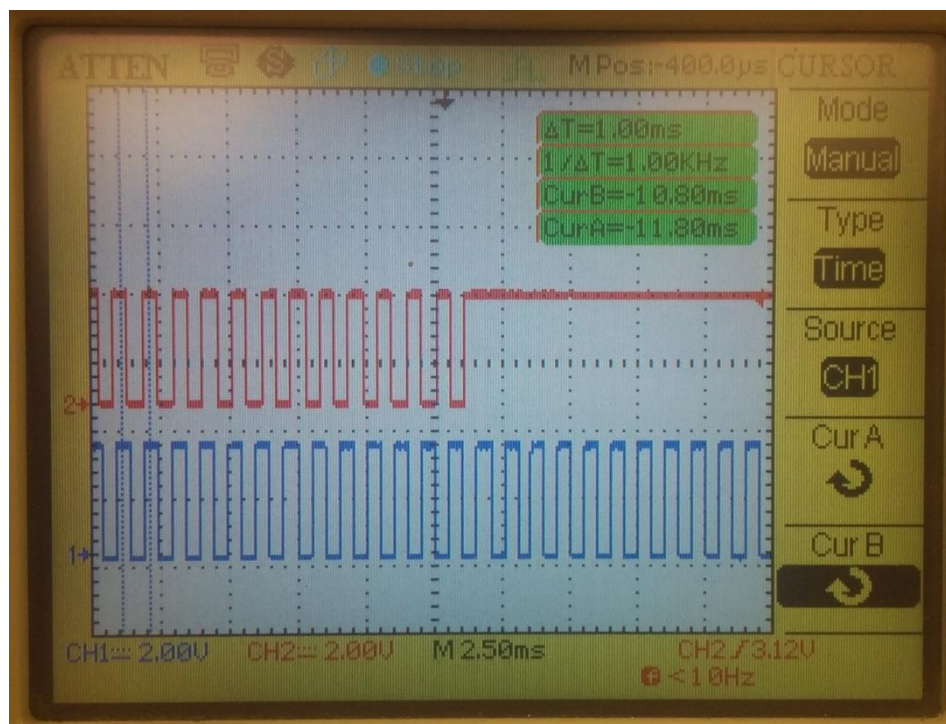 ATTEN Stop M Pos:-400.0µs CURSOR
Mode
Manual
Type
Time
Source
CH1
Cur A
Cur B
ΔT=1.00ms
1/ΔT=1.00KHz
CurB=-10.80ms
CurA=-11.80ms
2
1
CH1 2.00V CH2 2.00V M 2.50ms CH2 / 3.12V
f <10Hz